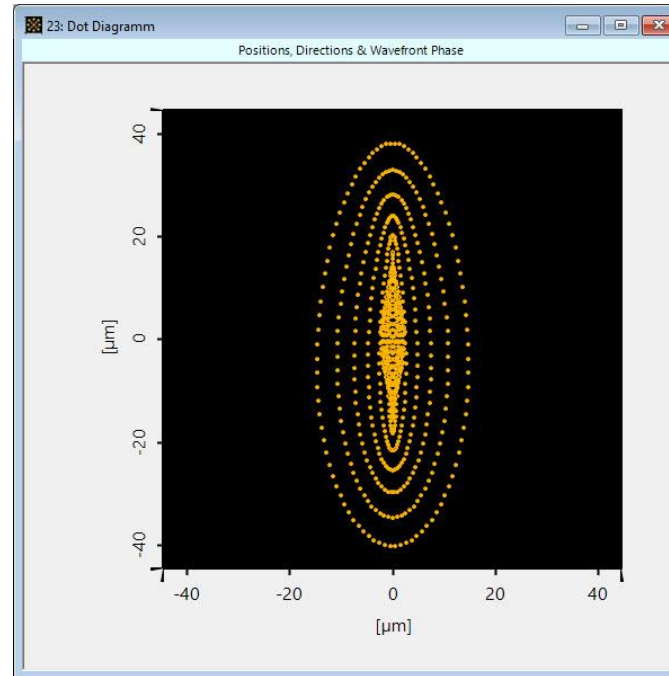 23: Dot Diagramm
Positions, Directions & Wavefront Phase
40
20
0
-20
-40
[µm]
-40 -20 0 20 40
[µm]